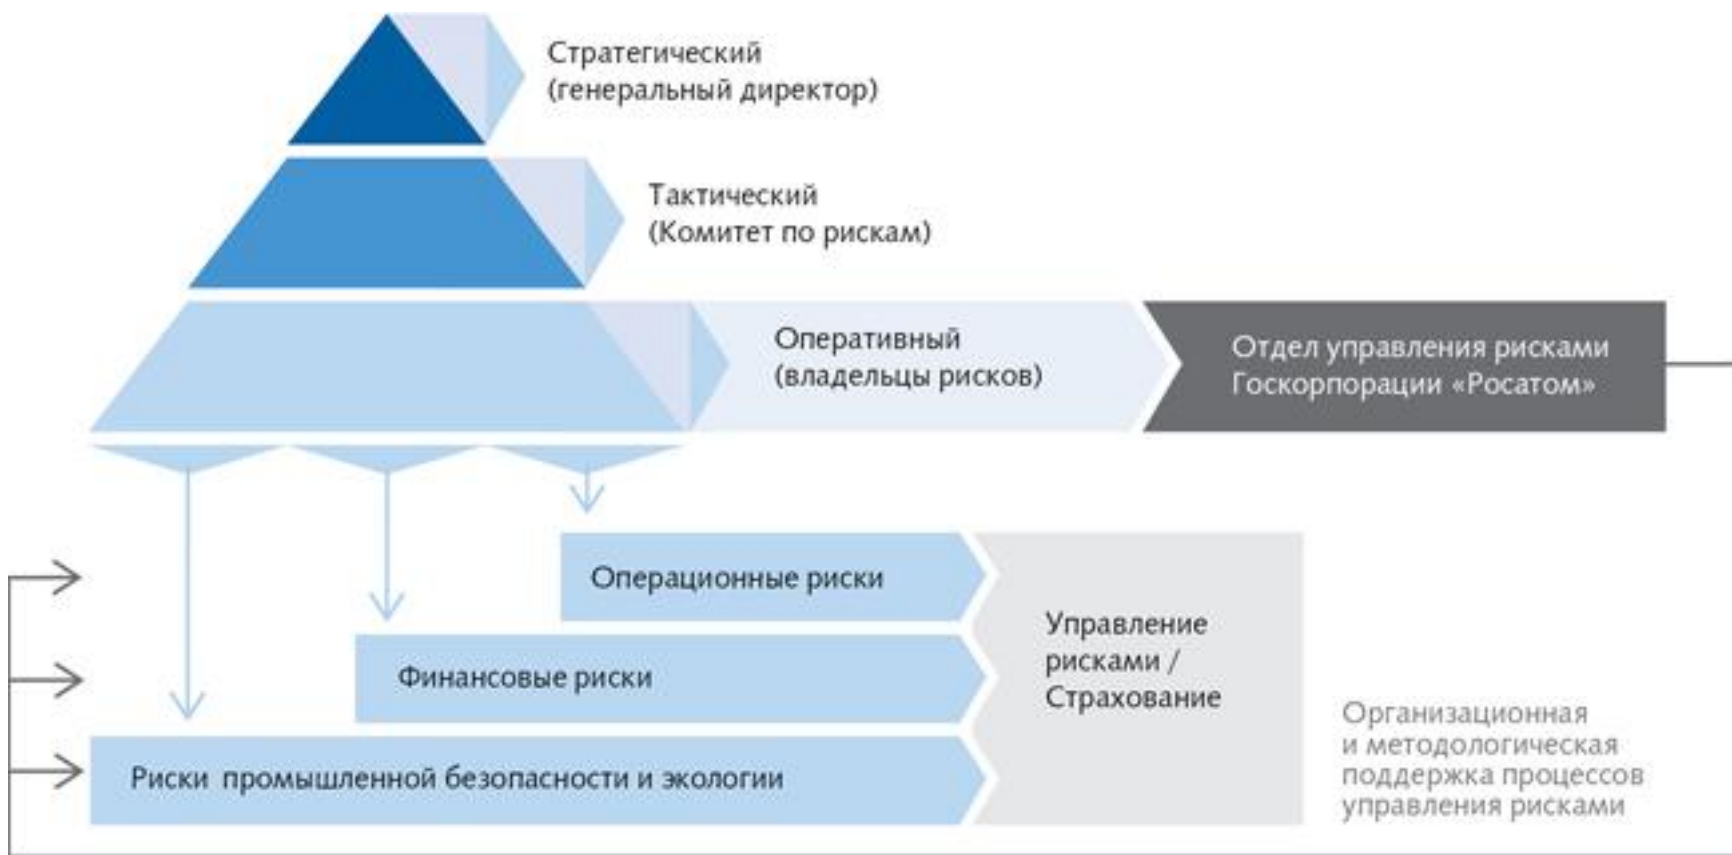 Стратегический
(генеральный директор)
Тактический
(Комитет по рискам)
Оперативный
(владельцы рисков)
Отдел управления рисками
Госкорпорации «Росатом»
Операционные риски
Финансовые риски
Риски промышленной безопасности и экологии
Управление
рисками /
Страхование
Организационная
и методологическая
поддержка процессов
управления рисками